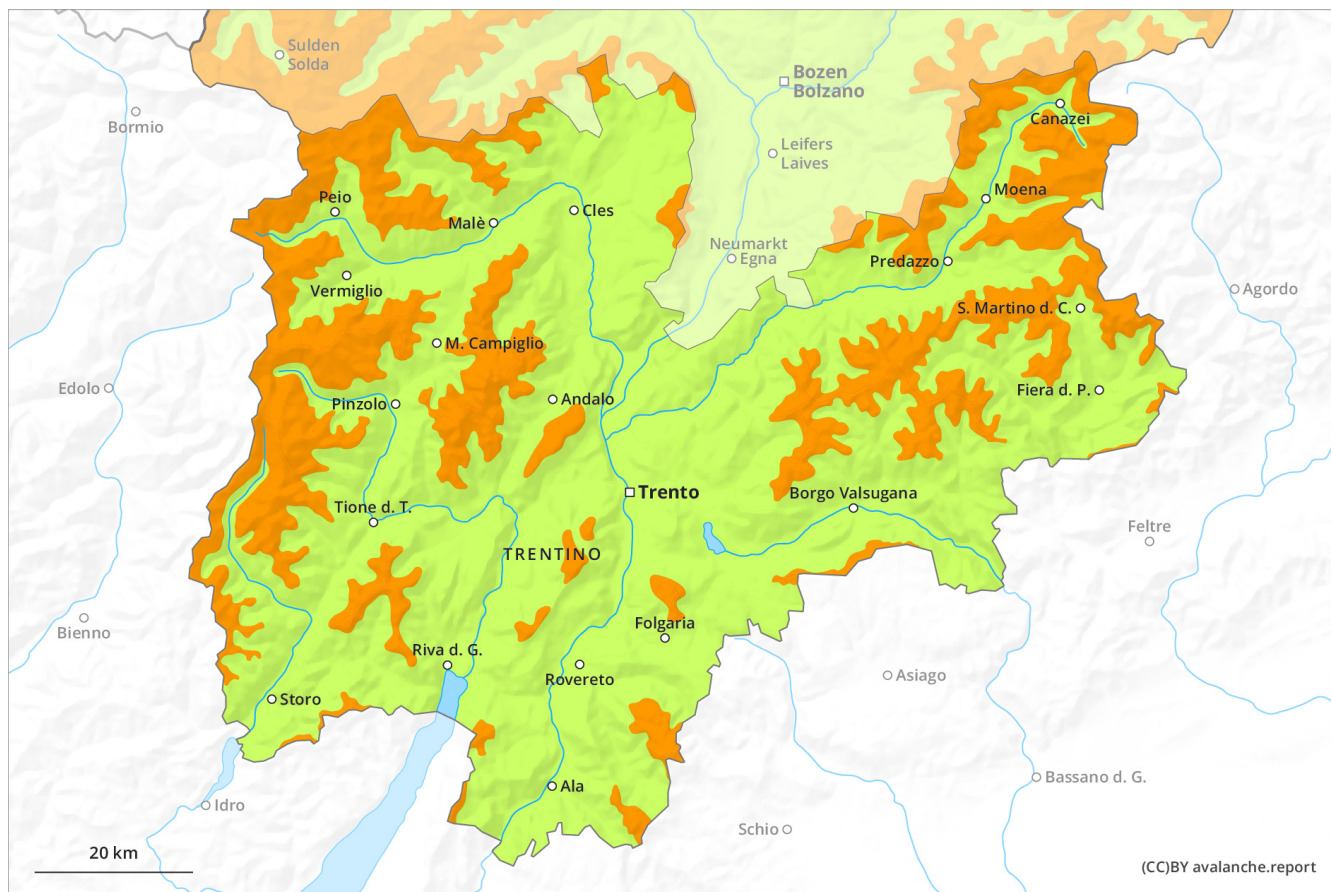 Sulden
Solda
Bozen
Bolzano
Bormio
Canazei
Leifers
Laives
Peio
Moena
Malè
Cles
Neumarkt
Egna
Predazzo
Vermiglio
Agordo
S. Martino d. C.
M. Campiglio
Edolo
Fiera d. P.
Pinzolo
Andalo
Trento
Borgo Valsugana
Tione d. T.
Feltre
TRENTINO
Bienno
Folgaria
Riva d. G.
Rovereto
Asiago
Storo
Bassano d. G.
Ala
Idro
Schio
20 km
(CC)BY avalanche.report